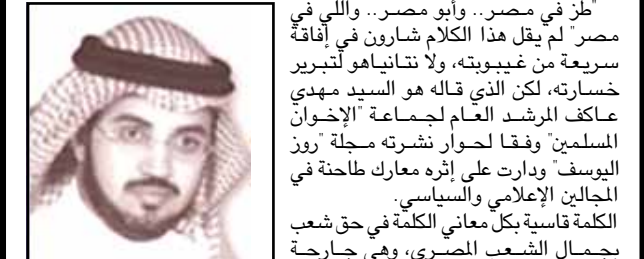 "طز في مصر.. وأبو مصر.. واللي في
مصر" لم يقل هذا الكلام شارون في إفاقة
سريعة من غيبوبته، ولا نتانياهو لتبرير
خسارته، لكن الذي قاله هو السيد مهدي
عاكف المرشد العام لجماعة "الإخوان
المسلمين" وفقا لحوار نشرته مجلة "روز
اليوسف" ودارت على إثره معارك طاحنة في
المجالين الإعلامي والسياسي.
الكلمة قاسية بكل معاني الكلمة في حق شعب
بجمال الشعب المصري، وهي جارحة